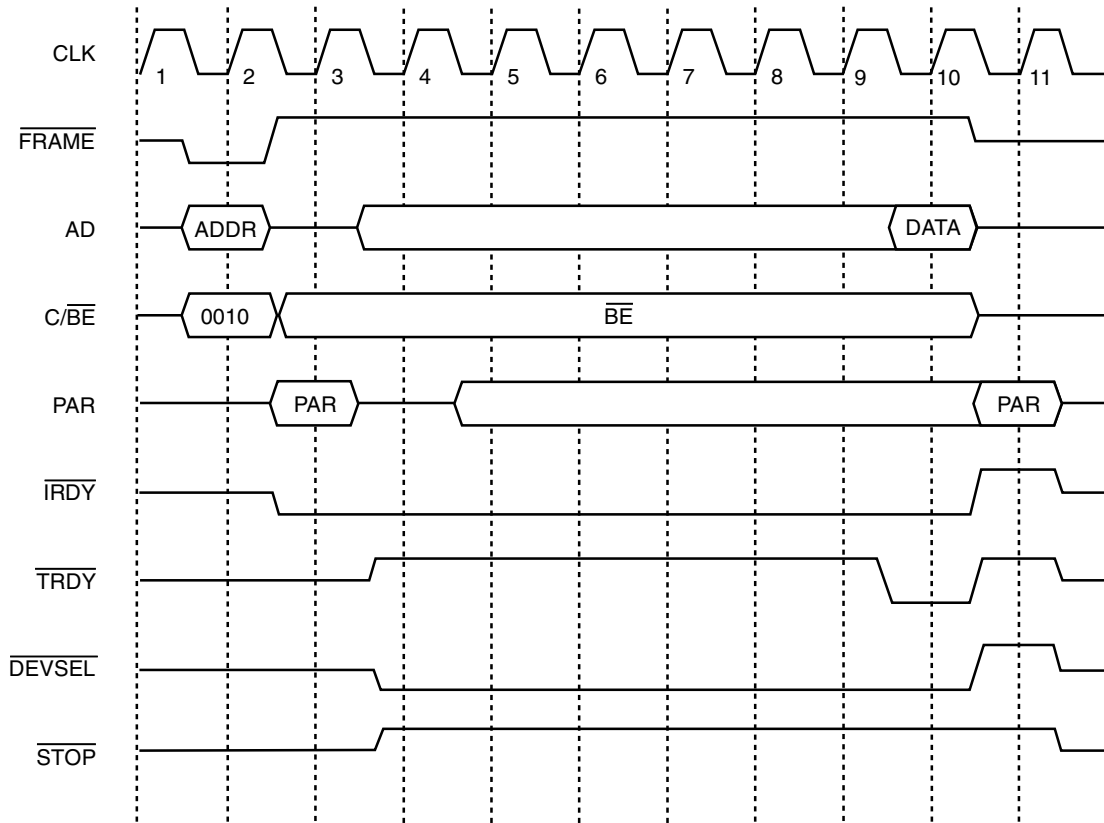 CLK
1 2 3 4 5 6 7 8 9 10 11
FRAME
AD ADDR DATA
C/BE 0010 BE
PAR PAR PAR
IRDY
TRDY
DEVSEL
STOP